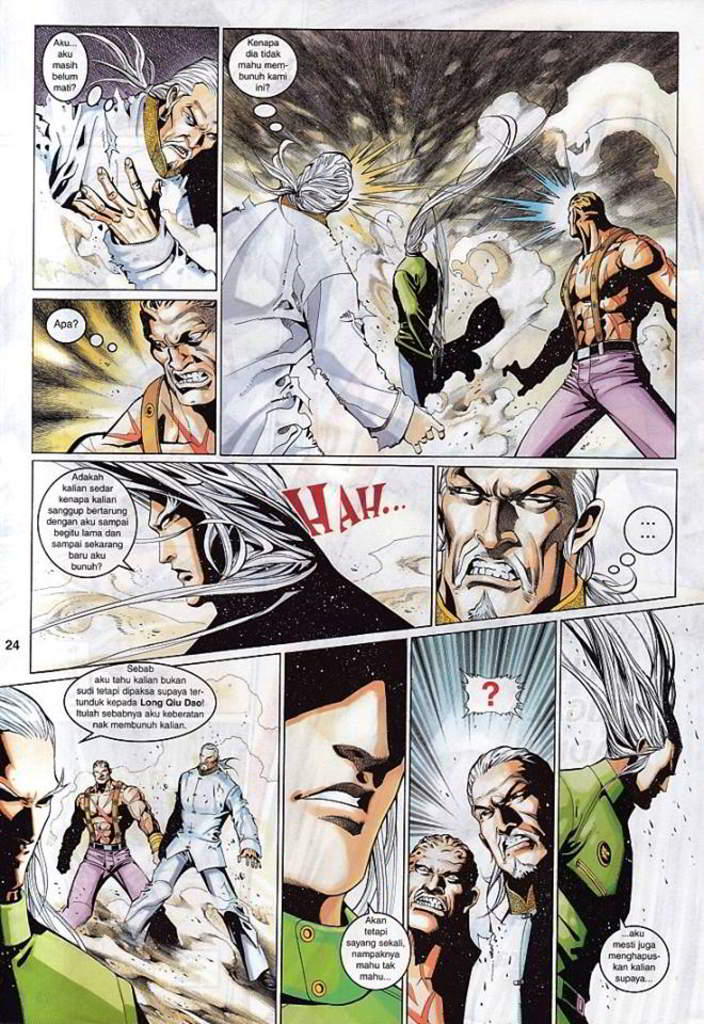 Aku...
aku
masih
belum
mati?
Kenapa
dia tidak
mahu mem-
bunuh kami
ini?
Apa?
Adakah
kalian sedar
kenapa kalian
sanggup bertarung
dengan aku sampai
begitu lama dan
sampai sekarang
baru aku
bunuh?
HAH...
...
...
24
Sebab
aku tahu kalian bukan
sudi tetapi dipaksa supaya ter-
tunduk kepada Long Qiu Dao!
Itulah sebabnya aku keberatan
nak membunuh kalian.
Akan
tetapi
sayang sekali,
nampaknya
mahu tak
mahu...
?
...aku
mesti juga
menghapus-
kan kalian
supaya...